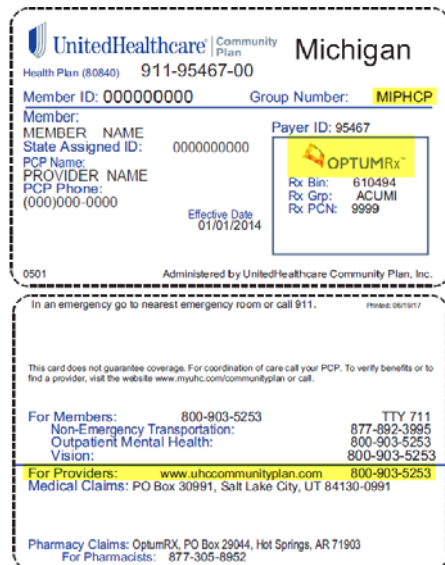 UnitedHealthcare Community Plan Michigan
Health Plan (80840) 911-95467-00
Member ID: 000000000 Group Number: MIPHCP
Member:
MEMBER NAME
State Assigned ID: 0000000000
PCP Name:
PROVIDER NAME
PCP Phone:
(000)000-0000
Effective Date
01/01/2014
Payer ID: 95467
OPTUMRx™
Rx Bin: 610494
Rx Grp: ACUMI
Rx PCN: 9999
0501 Administered by UnitedHealthcare Community Plan, Inc.
In an emergency go to nearest emergency room or call 911. Printed: 06/19/17
This card does not guarantee coverage. For coordination of care call your PCP. To verify benefits or to
find a provider, visit the website www.myuhc.com/communityplan or call.
For Members: 800-903-5253 TTY 711
Non-Emergency Transportation: 877-892-3995
Outpatient Mental Health: 800-903-5253
Vision: 800-903-5253
For Providers: www.uhccommunityplan.com 800-903-5253
Medical Claims: PO Box 30991, Salt Lake City, UT 84130-0991
Pharmacy Claims: OptumRX, PO Box 29044, Hot Springs, AR 71903
For Pharmacists: 877-305-8952